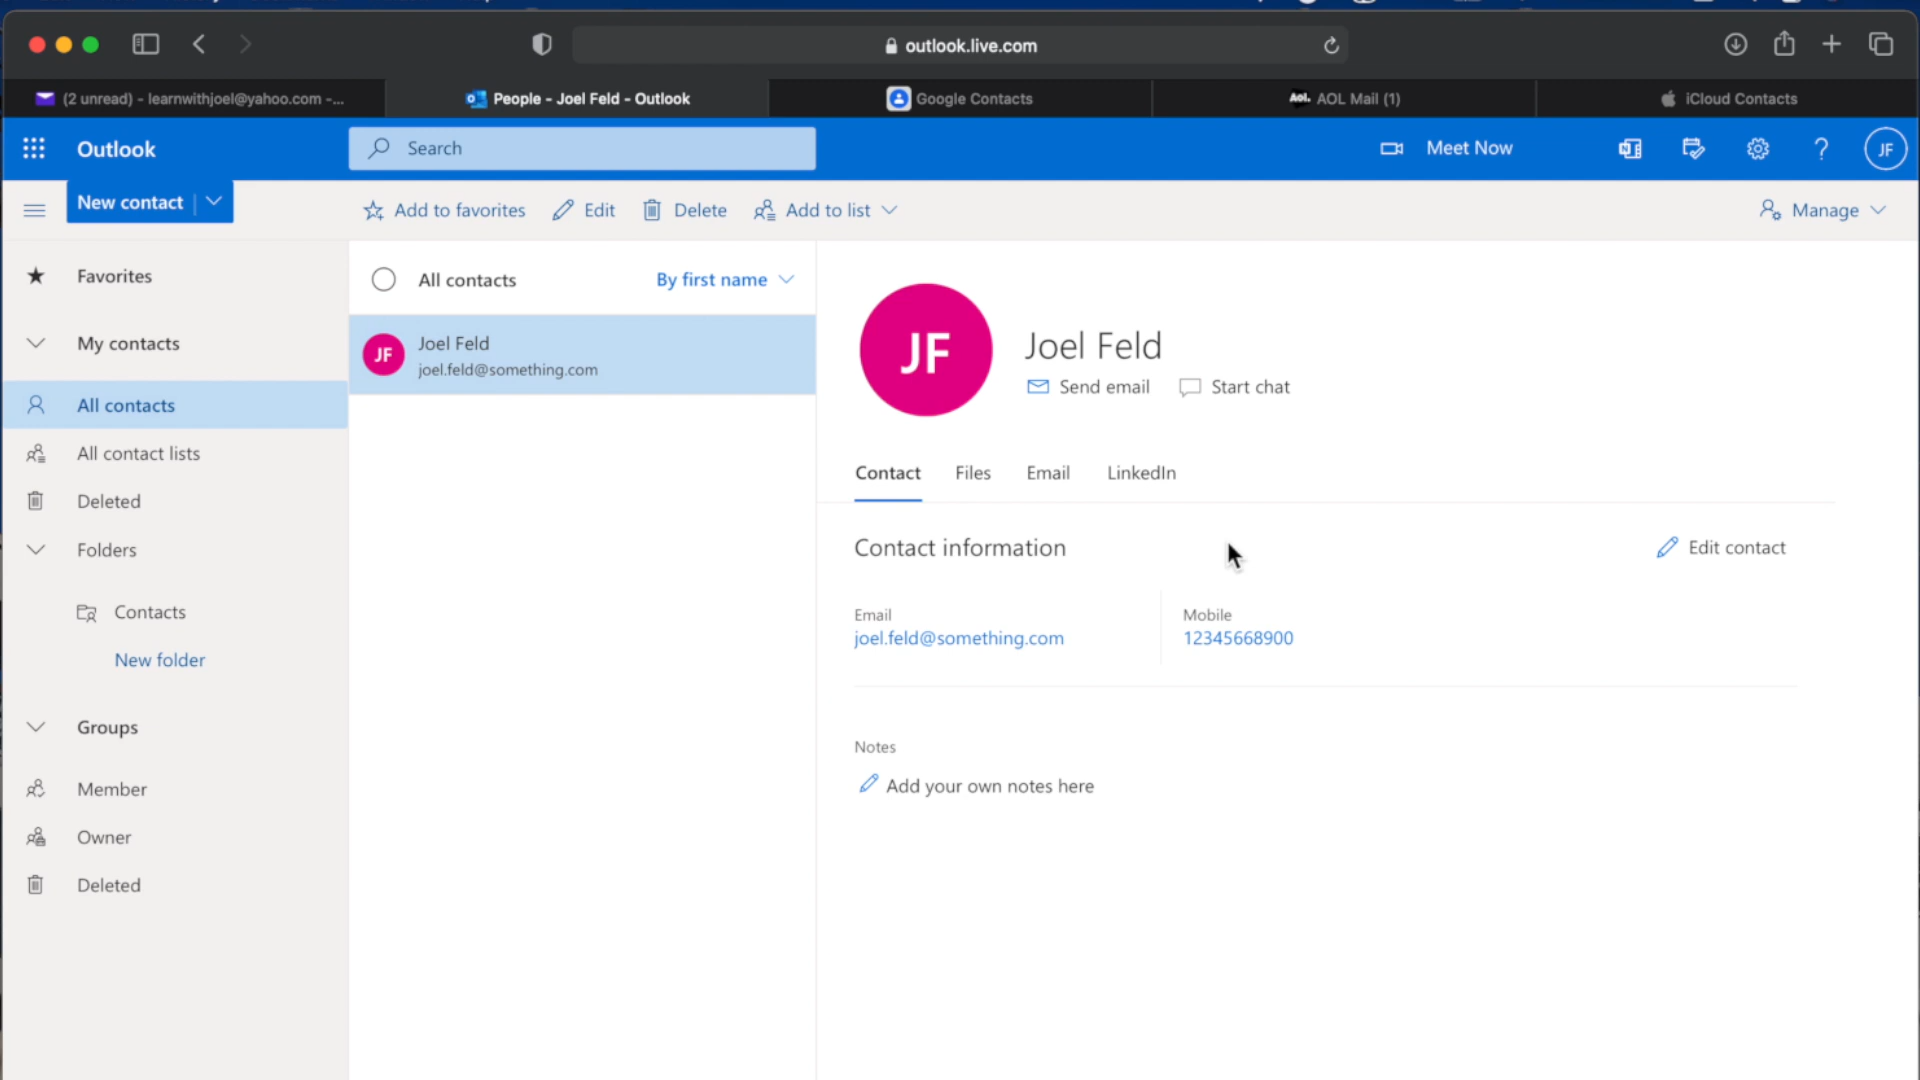 outlook.live.com
(2 unread) - learnwithjoel@yahoo.com -...
People - Joel Feld - Outlook
Google Contacts
Aol. AOL Mail (1)
iCloud Contacts
Outlook
Search
Meet Now
N
?
JF
New contact
Add to favorites
Edit
Delete
Add to list
Manage
Favorites
My contacts
All contacts
All contact lists
Deleted
Folders
Contacts
New folder
Groups
Member
Owner
Deleted
All contacts
By first name
JF
Joel Feld
joel.feld@something.com
JF
Joel Feld
Send email
Start chat
Contact
Files
Email
LinkedIn
Contact information
Edit contact
Email
joel.feld@something.com
Mobile
12345668900
Notes
Add your own notes here